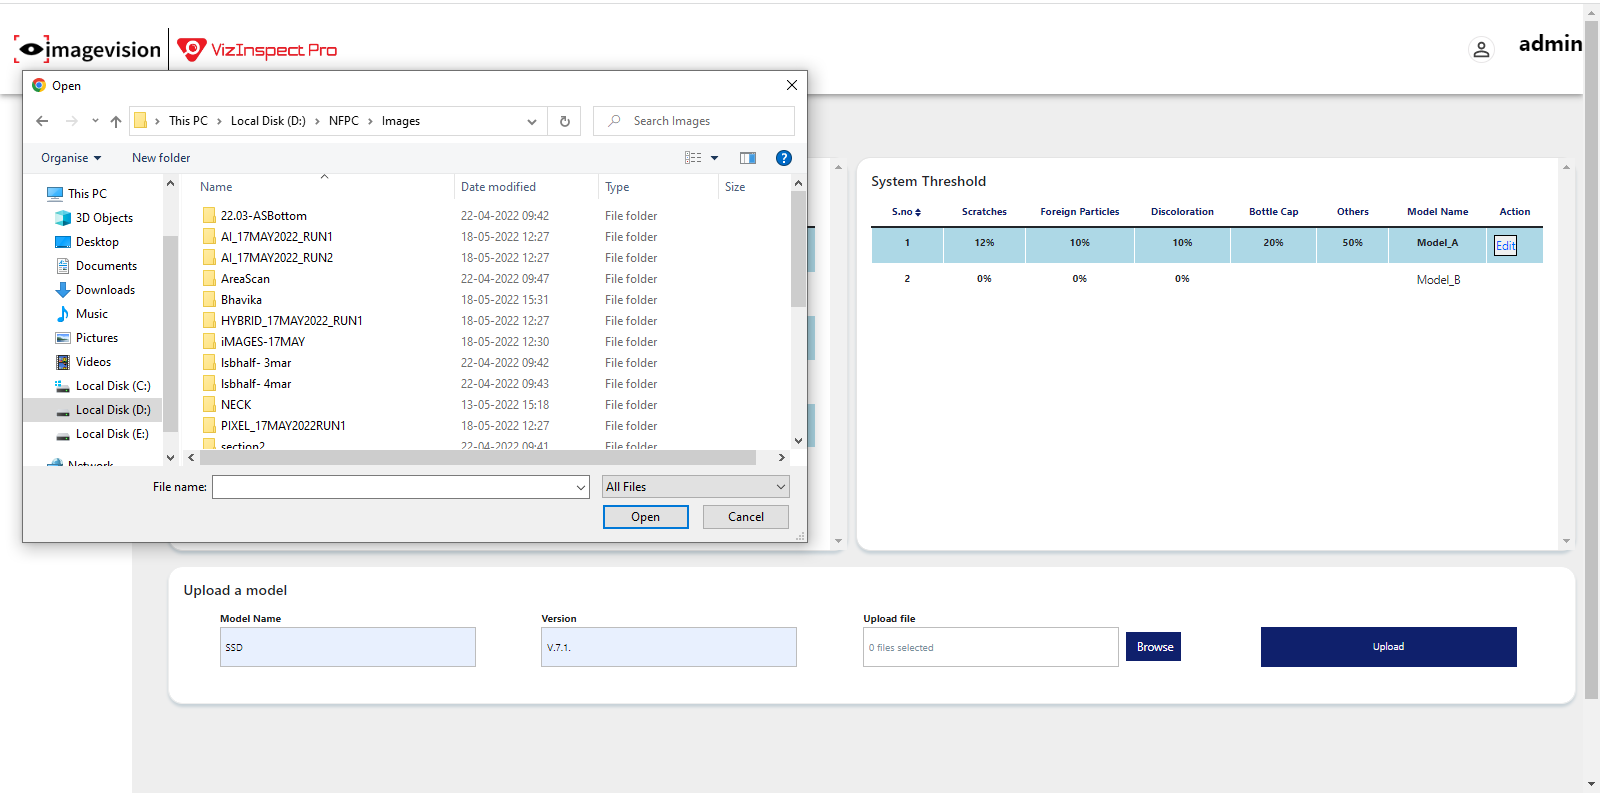 imagevision VizInspect Pro
admin
Open
This PC Local Disk (D:) NFPC Images
Search Images
Organise New folder
This PC
3D Objects
Desktop
Documents
Downloads
Music
Pictures
Videos
Local Disk (C:)
Local Disk (D:)
Local Disk (E:)
Network
Name Date modified Type Size
22.03-ASBottom 22-04-2022 09:42 File folder
AI_17MAY2022_RUN1 18-05-2022 12:27 File folder
AI_17MAY2022_RUN2 18-05-2022 12:27 File folder
AreaScan 22-04-2022 09:47 File folder
Bhavika 18-05-2022 15:31 File folder
HYBRID_17MAY2022_RUN1 18-05-2022 12:27 File folder
iMAGES-17MAY 18-05-2022 12:30 File folder
lsbhalf- 3mar 22-04-2022 09:42 File folder
lsbhalf- 4mar 22-04-2022 09:43 File folder
NECK 13-05-2022 15:18 File folder
PIXEL_17MAY2022RUN1 18-05-2022 12:27 File folder
section2 22-04-2022 09:41 File folder
File name: All Files
Open Cancel
System Threshold
S.no Scratches Foreign Particles Discoloration Bottle Cap Others Model Name Action
1 12% 10% 10% 20% 50% Model_A Edit
2 0% 0% 0% Model_B
Upload a model
Model Name Version Upload file
SSD V.7.1. 0 files selected Browse Upload